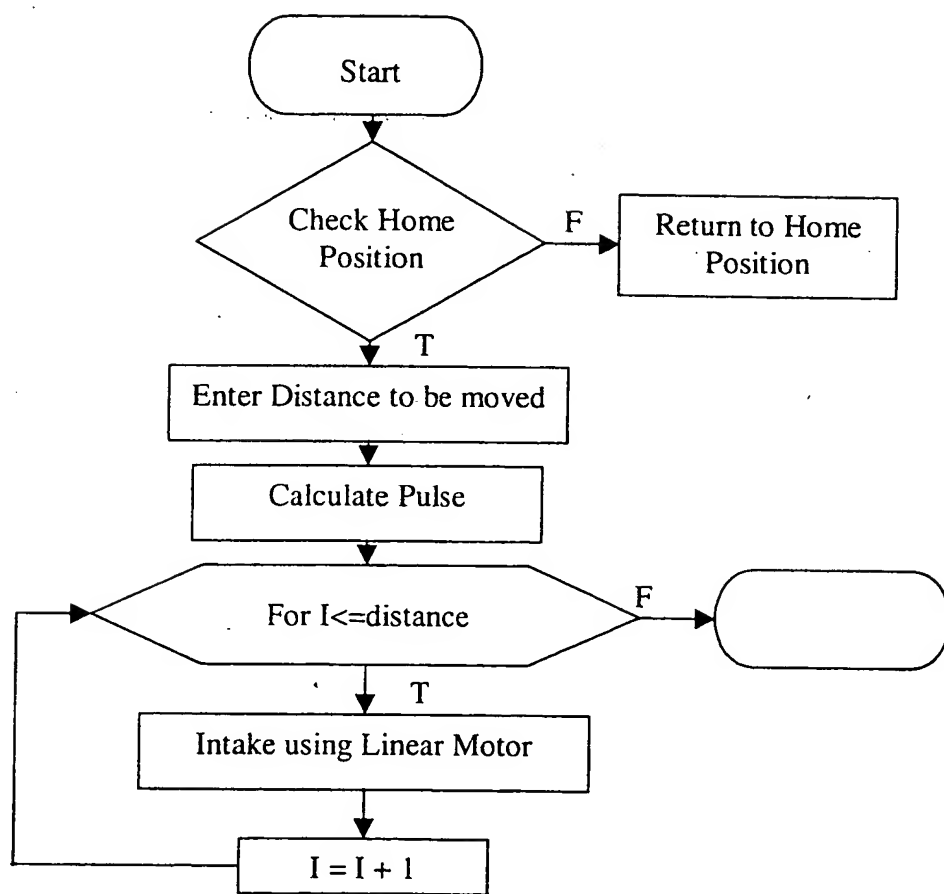 Start
Check Home
Position
F
Return to Home
Position
T
Enter Distance to be moved
Calculate Pulse
For I<=distance
F
T
Intake using Linear Motor
I = I + 1